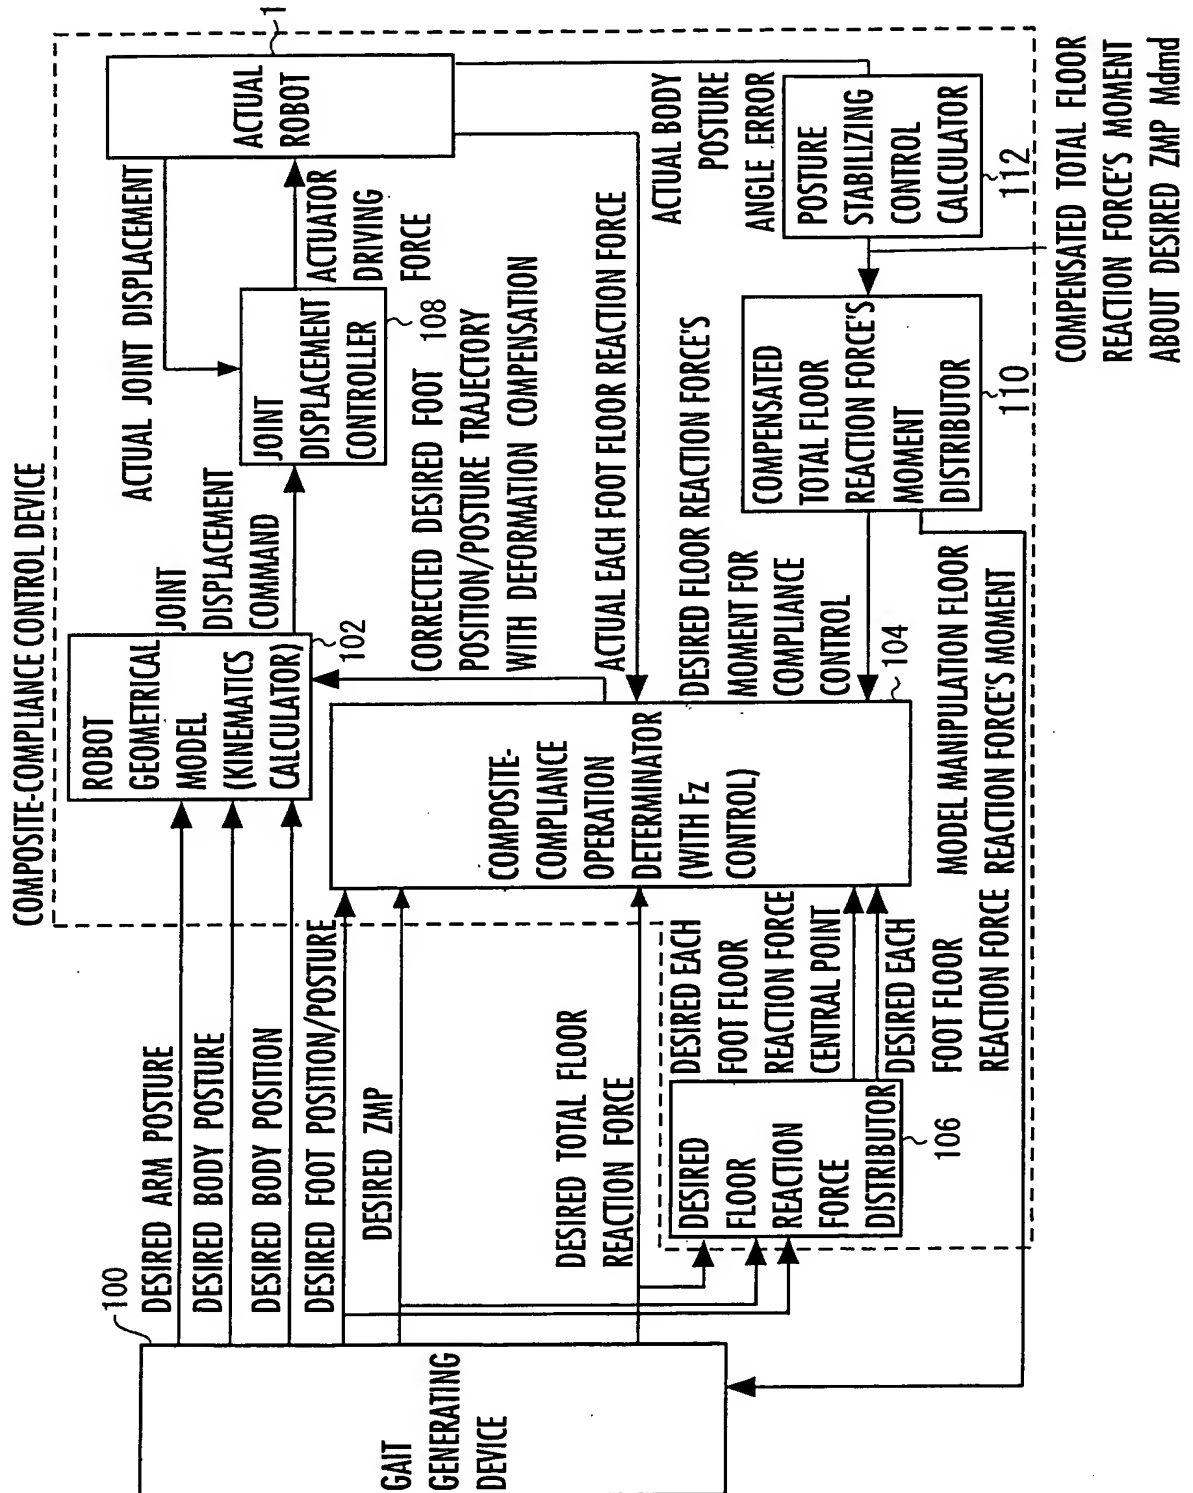 COMPOSITE-COMPLIANCE CONTROL DEVICE
100
GAIT
GENERATING
DEVICE
DESIRED ARM POSTURE
DESIRED BODY POSTURE
DESIRED BODY POSITION
DESIRED FOOT POSITION/POSTURE
DESIRED ZMP
DESIRED TOTAL FLOOR
REACTION FORCE
DESIRED
FLOOR
REACTION
FORCE
DISTRIBUTOR
106
DESIRED EACH
FOOT FLOOR
REACTION FORCE
CENTRAL POINT
DESIRED EACH
FOOT FLOOR
REACTION FORCE
ROBOT
GEOMETRICAL
MODEL
(KINEMATICS
CALCULATOR)
102
JOINT
DISPLACEMENT
COMMAND
COMPOSITE-
COMPLIANCE
OPERATION
DETERMINATOR
(WITH Fz
CONTROL)
104
CORRECTED DESIRED FOOT
POSITION/POSTURE TRAJECTORY
WITH DEFORMATION COMPENSATION
JOINT
DISPLACEMENT
CONTROLLER
108
ACTUAL JOINT DISPLACEMENT
ACTUATOR
DRIVING
FORCE
ACTUAL
ROBOT
1
ACTUAL EACH FOOT FLOOR REACTION FORCE
DESIRED FLOOR REACTION FORCE'S
MOMENT FOR
COMPLIANCE
CONTROL
COMPENSATED
TOTAL FLOOR
REACTION FORCE'S
MOMENT
DISTRIBUTOR
110
ACTUAL BODY
POSTURE
ANGLE ERROR
POSTURE
STABILIZING
CONTROL
CALCULATOR
112
MODEL MANIPULATION FLOOR
REACTION FORCE'S MOMENT
COMPENSATED TOTAL FLOOR
REACTION FORCE'S MOMENT
ABOUT DESIRED ZMP Mdmd